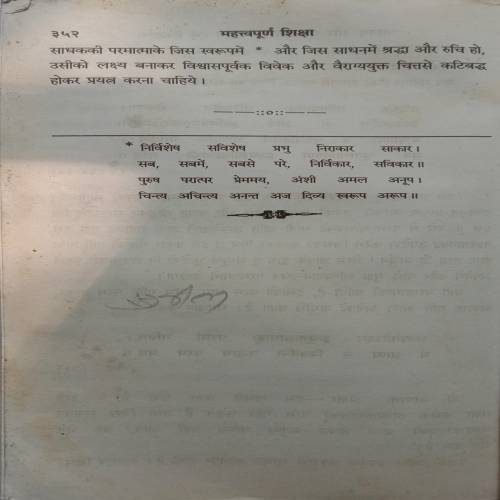 ३५२ महत्त्वपूर्ण शिक्षा
साधककी परमात्माके जिस स्वरूपमें * और जिस साधनमें श्रद्धा और रुचि हो,
उसीको लक्ष्य बनाकर विश्वासपूर्वक विवेक और वैराग्ययुक्त चित्तसे कटिबद्ध
होकर प्रयत्न करना चाहिये।
* निर्विशेष सविशेष प्रभु निराकार साकार।
सब, सबमें, सबसे परे, निर्विकार, सविकार॥
पुरुष परात्पर प्रेममय, अंशी अमल अनूप।
चिन्त्य अचिन्त्य अनन्त अज दिव्य स्वरूप अरूप॥